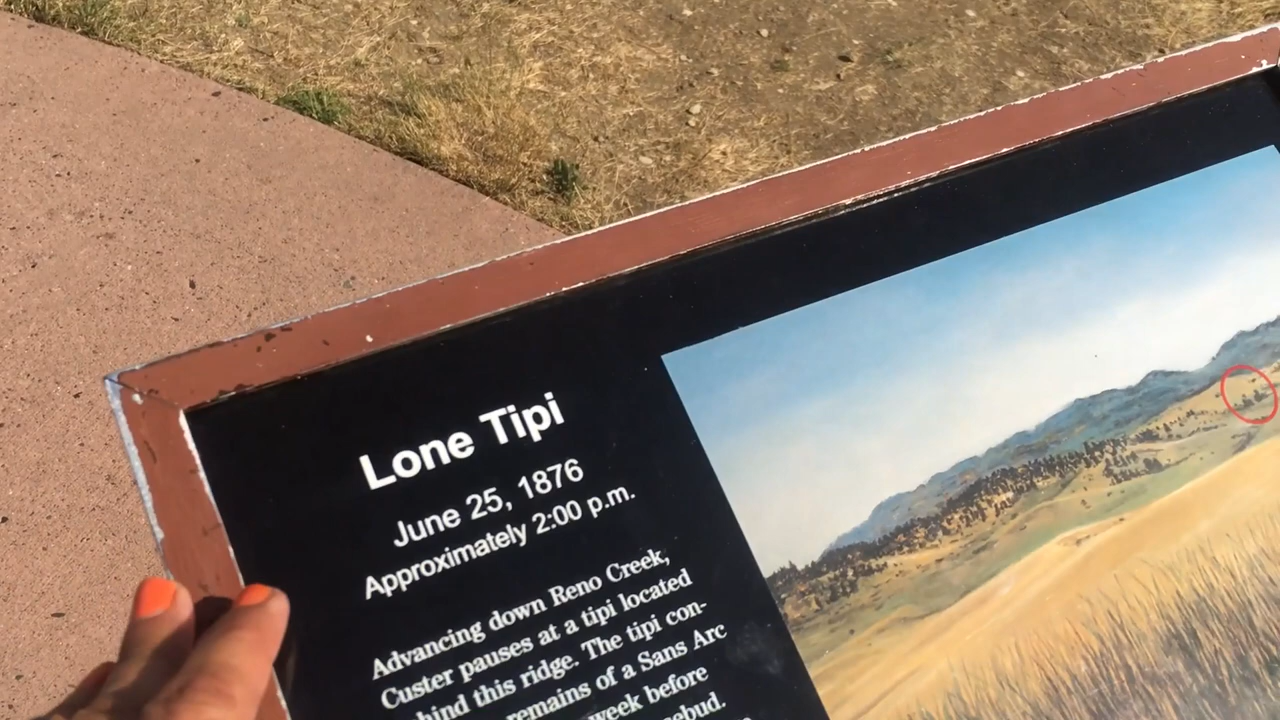 Lone Tipi
June 25, 1876
Approximately 2:00 p.m.
Advancing down Reno Creek,
Custer pauses at a tipi located
this ridge. The tipi con-
remains of a Sans Arc
week before